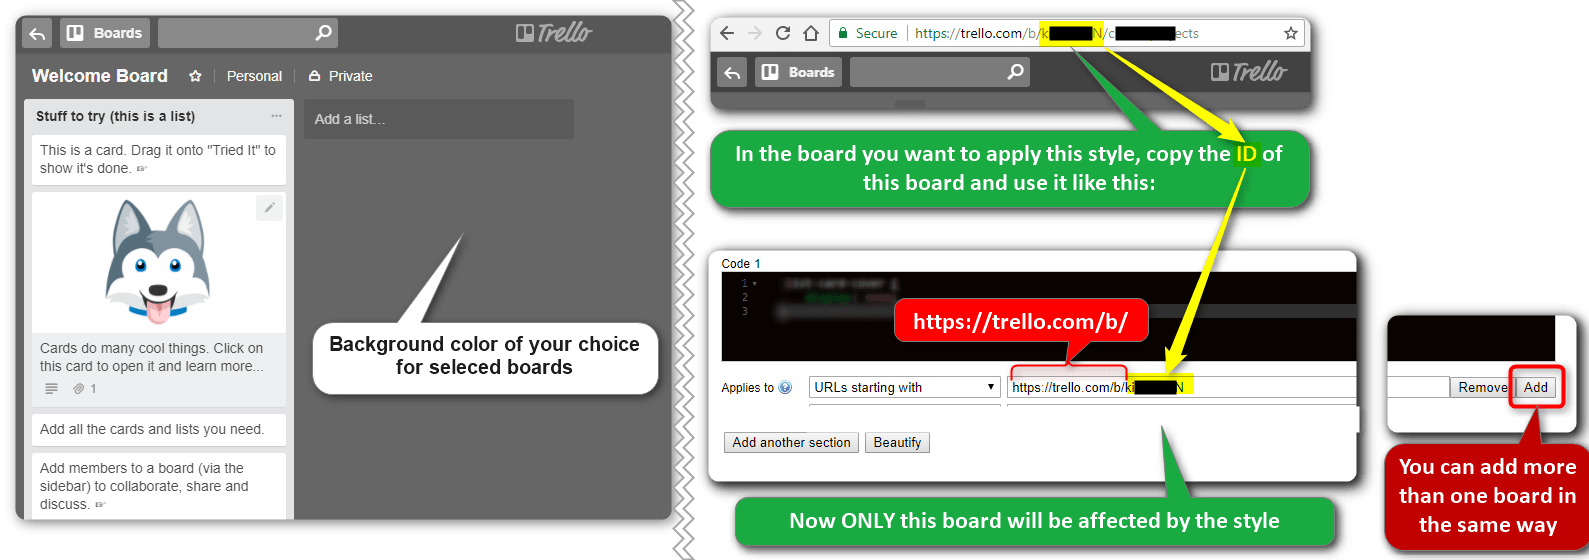 Boards
Trello
Welcome Board
Personal
Private
Stuff to try (this is a list)
Add a list...
This is a card. Drag it onto "Tried It" to
show it's done.
Cards do many cool things. Click on
this card to open it and learn more...
1
Add all the cards and lists you need.
Add members to a board (via the
sidebar) to collaborate, share and
discuss.
Background color of your choice
for seleced boards
Secure
https://trello.com/b/k N/c ects
Boards
Trello
In the board you want to apply this style, copy the ID of
this board and use it like this:
Code 1
1
2
3
https://trello.com/b/
Applies to
URLs starting with
https://trello.com/b/ki N
Remove
Add
Add another section
Beautify
Now ONLY this board will be affected by the style
You can add more
than one board in
the same way